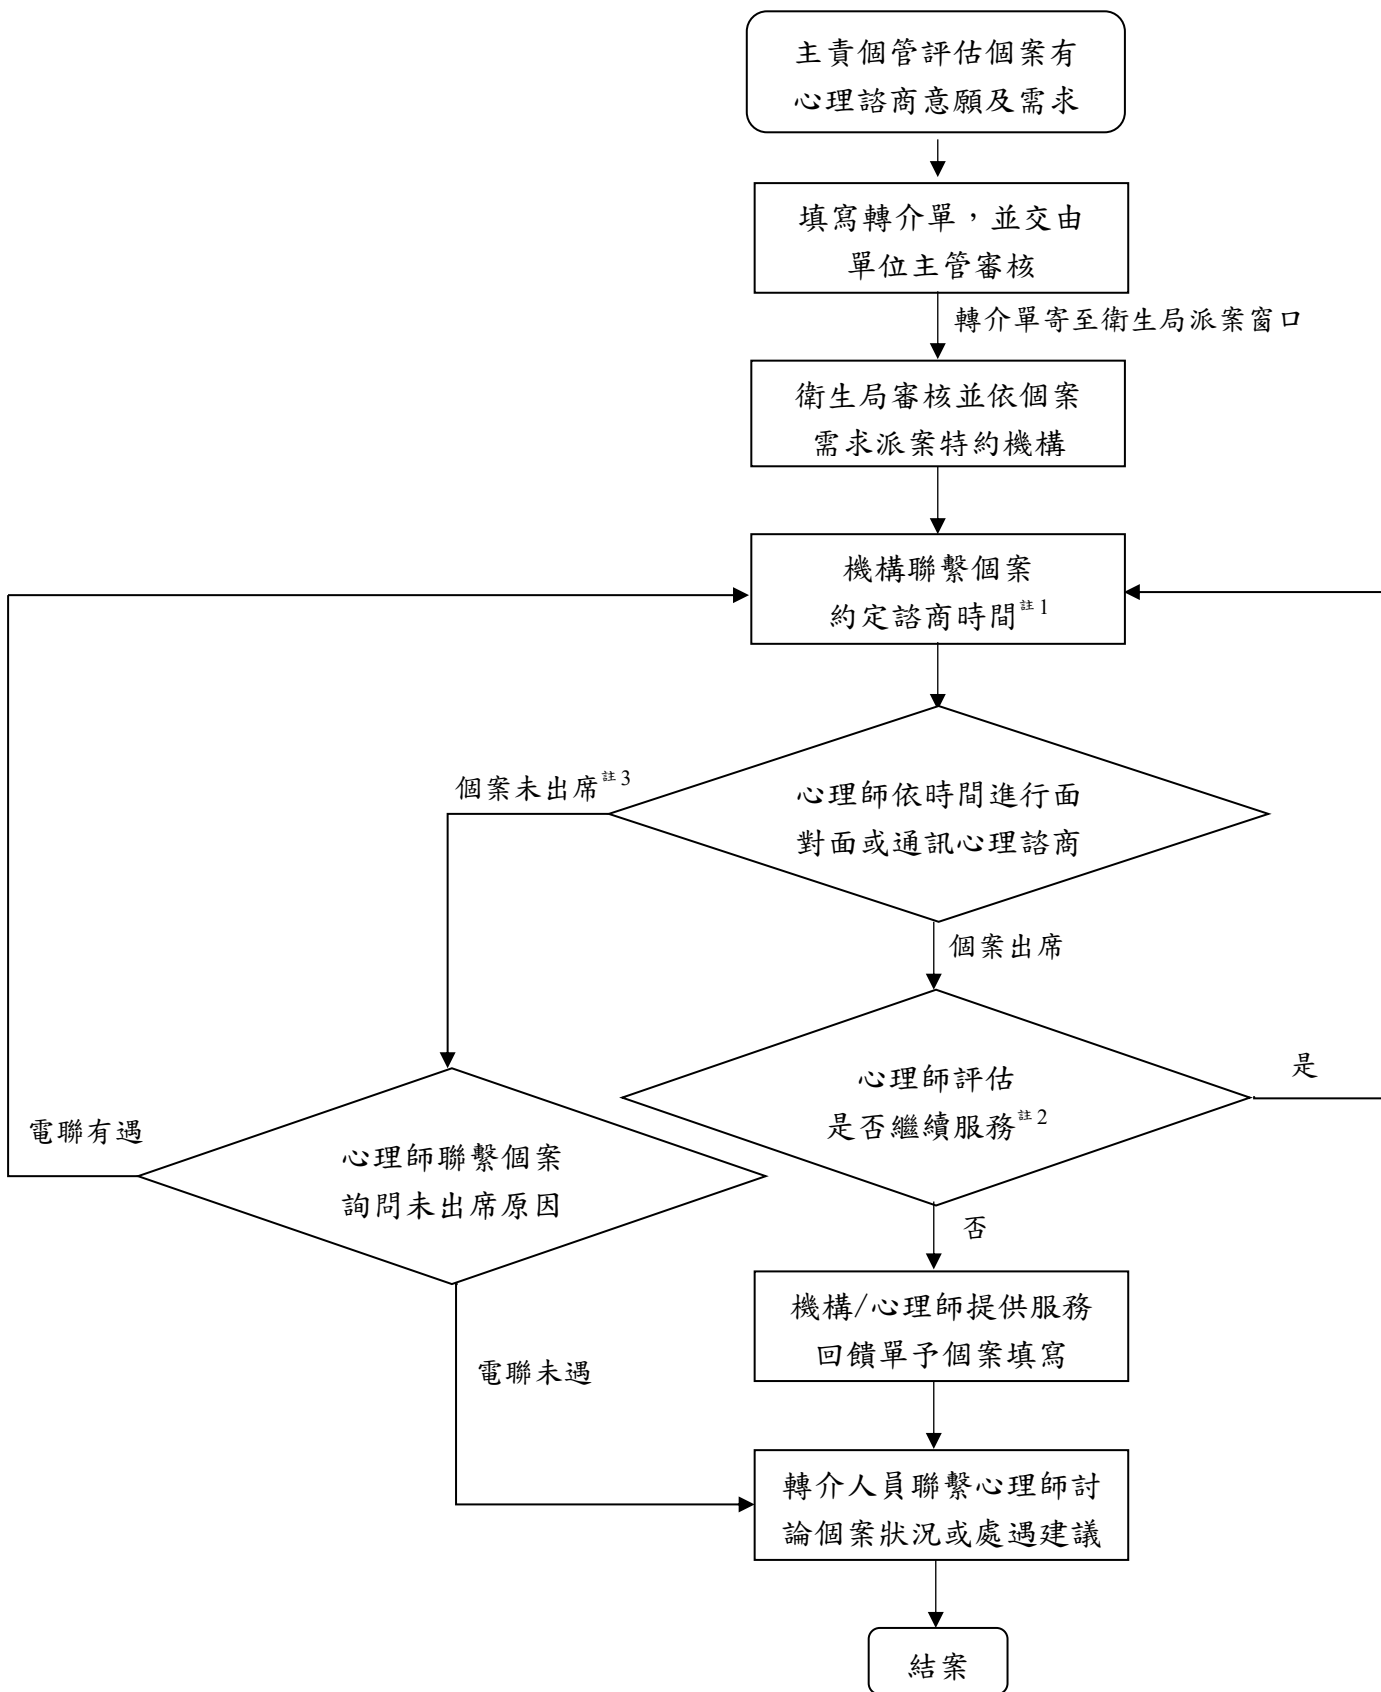 主責個管評估個案有
心理諮商意願及需求
填寫轉介單，並交由
單位主管審核
轉介單寄至衛生局派案窗口
衛生局審核並依個案
需求派案特約機構
機構聯繫個案
約定諮商時間註1
個案未出席註3
心理師依時間進行面
對面或通訊心理諮商
個案出席
心理師評估
是否繼續服務註2
是
電聯有遇
心理師聯繫個案
詢問未出席原因
否
機構/心理師提供服務
回饋單予個案填寫
電聯未遇
轉介人員聯繫心理師討
論個案狀況或處遇建議
結案